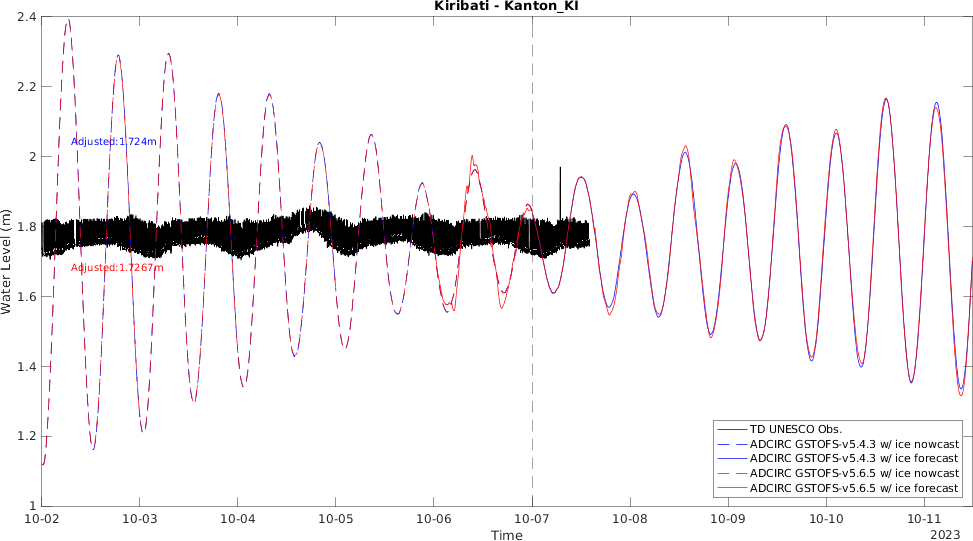 Kiribati - Kanton_KI
2.4
2.2
2
1.8
1.6
1.4
1.2
1
Water Level (m)
Adjusted:1.724m
Adjusted:1.7267m
TD UNESCO Obs.
ADCIRC GSTOFS-v5.4.3 w/ ice nowcast
ADCIRC GSTOFS-v5.4.3 w/ ice forecast
ADCIRC GSTOFS-v5.6.5 w/ ice nowcast
ADCIRC GSTOFS-v5.6.5 w/ ice forecast
10-02 10-03 10-04 10-05 10-06 10-07 10-08 10-09 10-10 10-11
Time
2023